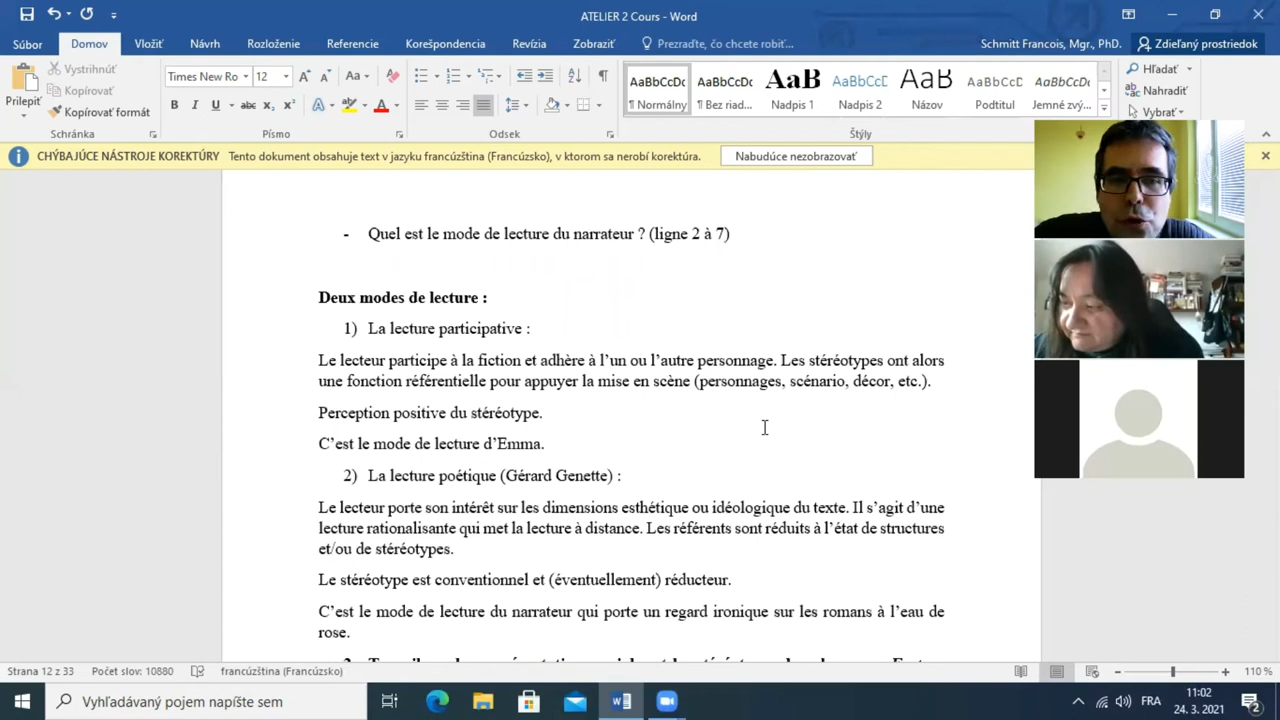 ATELIER 2 Cours - Word
Súbor Domov Vložiť Návrh Rozloženie Referencie Korešpondencia Revízia Zobraziť Prezraďte, čo chcete robiť... Schmitt Francois, Mgr., PhD. Zdieľaný prostriedok
Prilepiť
Vystrihnúť
Kopírovať
Kopírovať formát
Schránka
Times New Ro 12
Písmo
Odsek
AaBbCcDc AaBbCcDc AaB AaBbCcE AaB AaBbCcD AaBbCcDc
¶ Normálny ¶ Bez riad... Nadpis 1 Nadpis 2 Názov Podtitul Jemné zvý...
Štýly
Hľadať
Nahradiť
Vybrať
CHÝBAJÚCE NÁSTROJE KOREKTÚRY Tento dokument obsahuje text v jazyku francúzština (Francúzsko), v ktorom sa nerobí korektúra. Nabudúce nezobrazovať
- Quel est le mode de lecture du narrateur ? (ligne 2 à 7)
Deux modes de lecture :
1) La lecture participative :
Le lecteur participe à la fiction et adhère à l’un ou l’autre personnage. Les stéréotypes ont alors
une fonction référentielle pour appuyer la mise en scène (personnages, scénario, décor, etc.).
Perception positive du stéréotype.
C’est le mode de lecture d’Emma.
2) La lecture poétique (Gérard Genette) :
Le lecteur porte son intérêt sur les dimensions esthétique ou idéologique du texte. Il s’agit d’une
lecture rationalisante qui met la lecture à distance. Les référents sont réduits à l’état de structures
et/ou de stéréotypes.
Le stéréotype est conventionnel et (éventuellement) réducteur.
C’est le mode de lecture du narrateur qui porte un regard ironique sur les romans à l’eau de
rose.
Strana 12 z 33 Počet slov: 10880 francúzština (Francúzsko) 110 %
Vyhľadávaný pojem napíšte sem
FRA
11:02
24. 3. 2021